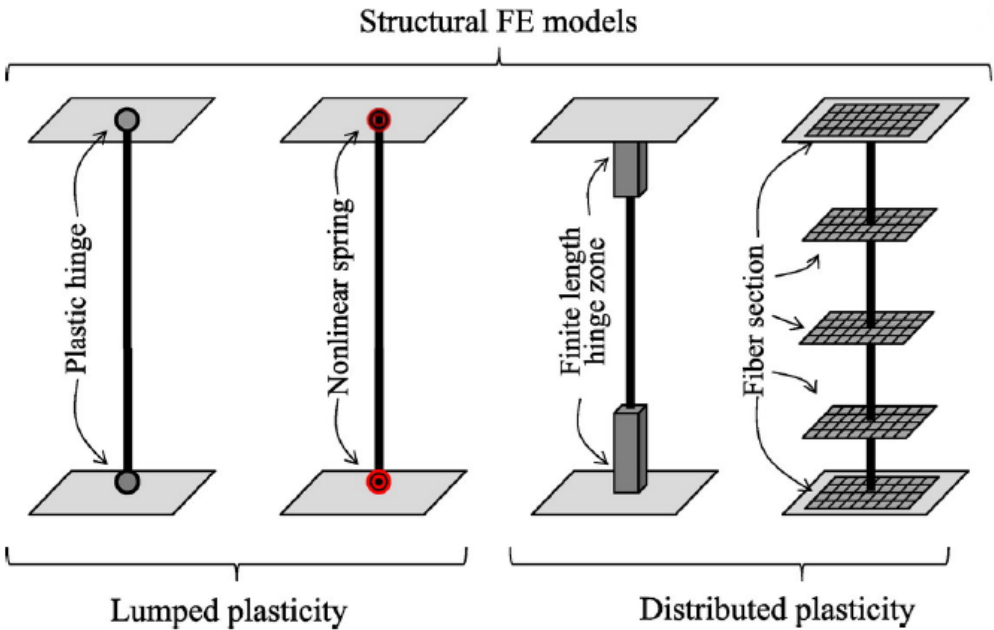 Structural FE models
Plastic hinge
Nonlinear spring
Finite length
hinge zone
Fiber section
Lumped plasticity
Distributed plasticity